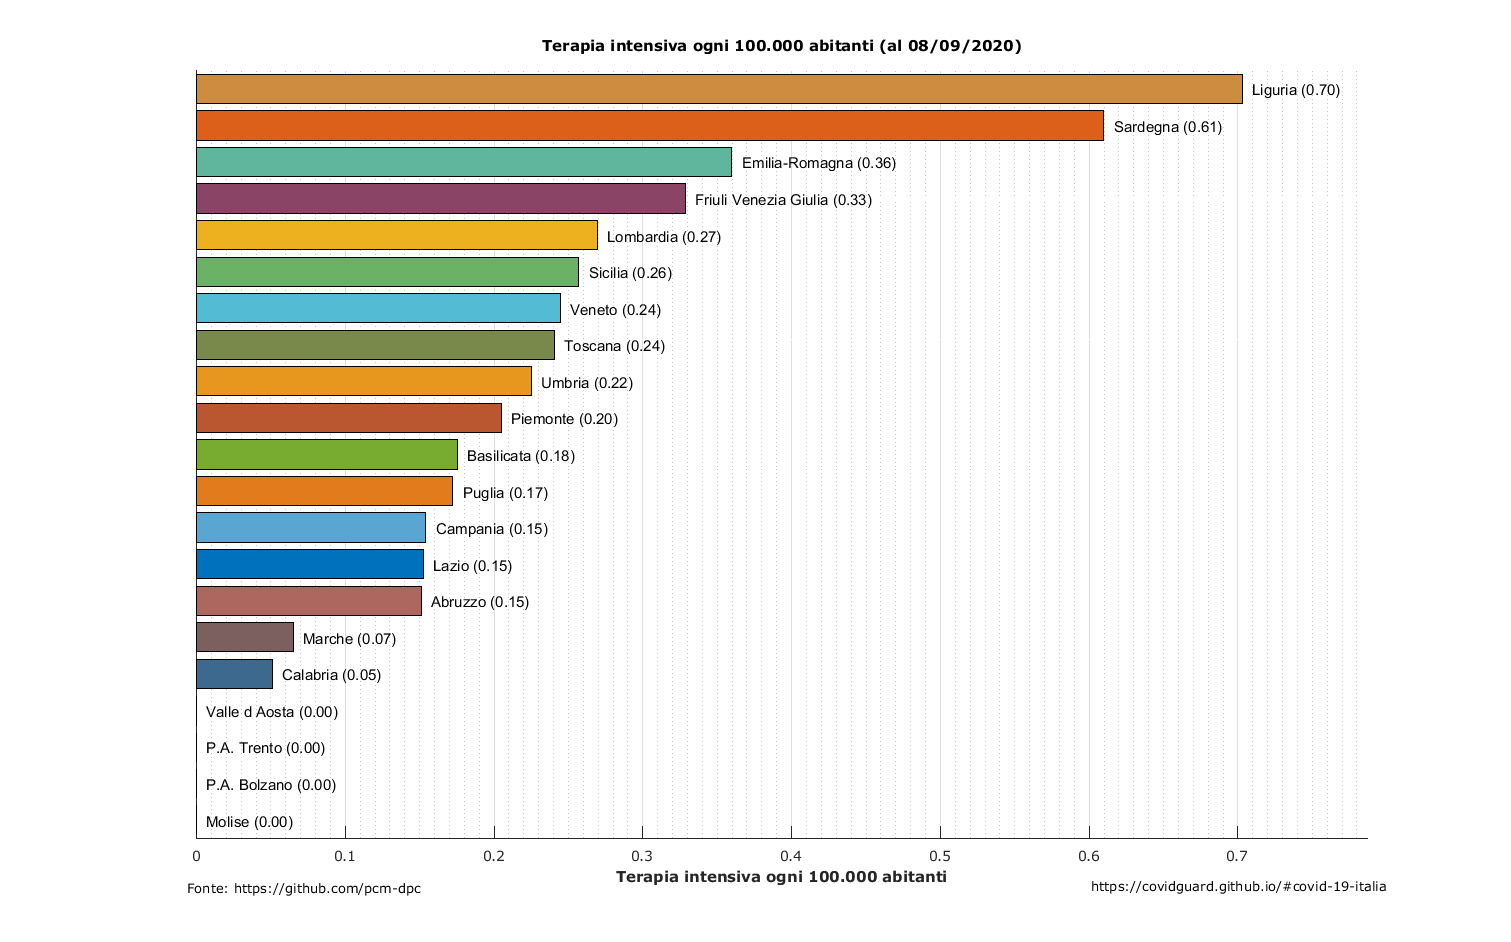 Terapia intensiva ogni 100.000 abitanti (al 08/09/2020)
Liguria (0.70)
Sardegna (0.61)
Emilia-Romagna (0.36)
Friuli Venezia Giulia (0.33)
Lombardia (0.27)
Sicilia (0.26)
Veneto (0.24)
Toscana (0.24)
Umbria (0.22)
Piemonte (0.20)
Basilicata (0.18)
Puglia (0.17)
Campania (0.15)
Lazio (0.15)
Abruzzo (0.15)
Marche (0.07)
Calabria (0.05)
Valle d Aosta (0.00)
P.A. Trento (0.00)
P.A. Bolzano (0.00)
Molise (0.00)
0 0.1 0.2 0.3 0.4 0.5 0.6 0.7
Terapia intensiva ogni 100.000 abitanti
Fonte: https://github.com/pcm-dpc
https://covidguard.github.io/#covid-19-italia